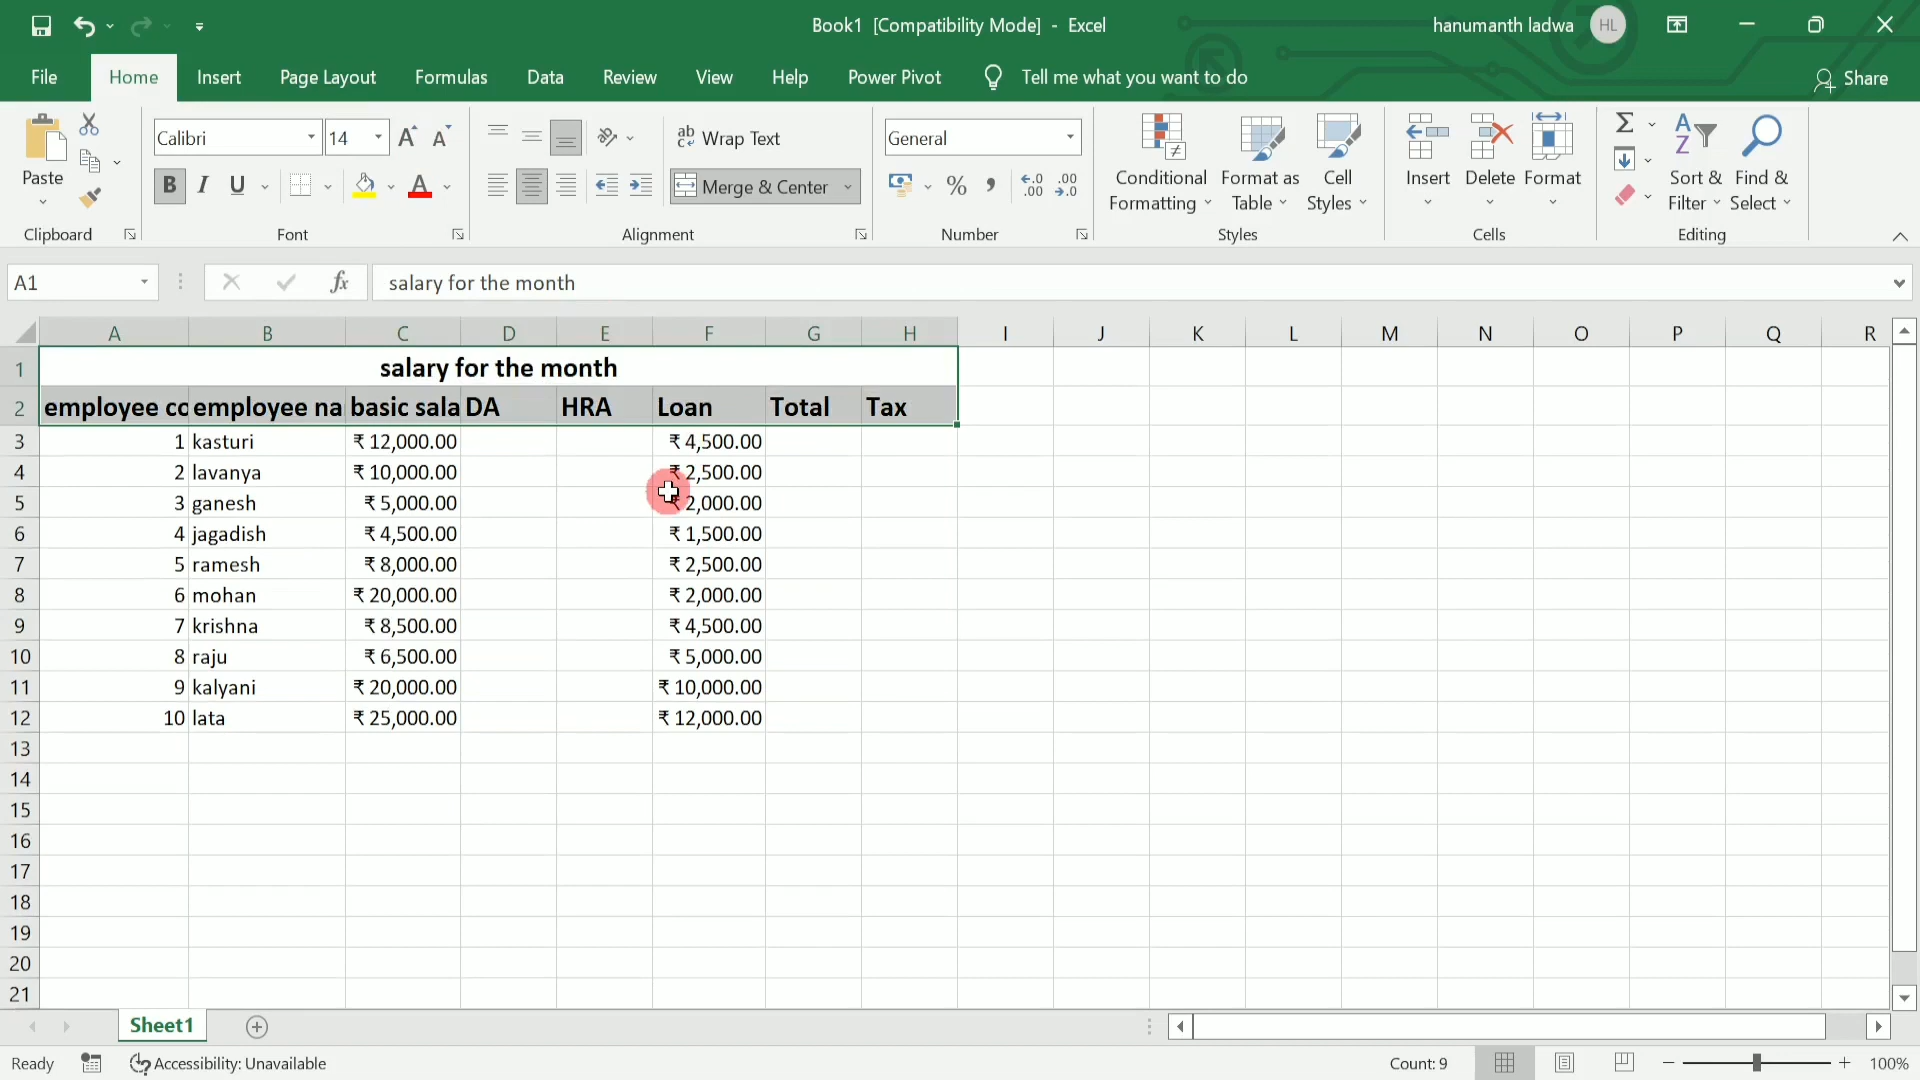 Book1 [Compatibility Mode] - Excel
hanumanth ladwa HL
File Home Insert Page Layout Formulas Data Review View Help Power Pivot Tell me what you want to do Share
Calibri 14 ab Wrap Text General
Paste B I U A Merge & Center % Conditional Formatting Format as Table Cell Styles Insert Delete Format Sort & Filter Find & Select
Clipboard Font Alignment Number Styles Cells Editing
A1 fx salary for the month
A B C D E F G H I J K L M N O P Q R
1 salary for the month
2 employee co employee na basic sala DA HRA Loan Total Tax
3 1 kasturi ₹ 12,000.00 ₹ 4,500.00
4 2 lavanya ₹ 10,000.00 ₹ 2,500.00
5 3 ganesh ₹ 5,000.00 ₹ 2,000.00
6 4 jagadish ₹ 4,500.00 ₹ 1,500.00
7 5 ramesh ₹ 8,000.00 ₹ 2,500.00
8 6 mohan ₹ 20,000.00 ₹ 2,000.00
9 7 krishna ₹ 8,500.00 ₹ 4,500.00
10 8 raju ₹ 6,500.00 ₹ 5,000.00
11 9 kalyani ₹ 20,000.00 ₹ 10,000.00
12 10 lata ₹ 25,000.00 ₹ 12,000.00
13
14
15
16
17
18
19
20
21
Sheet1
Ready Accessibility: Unavailable Count: 9 100%